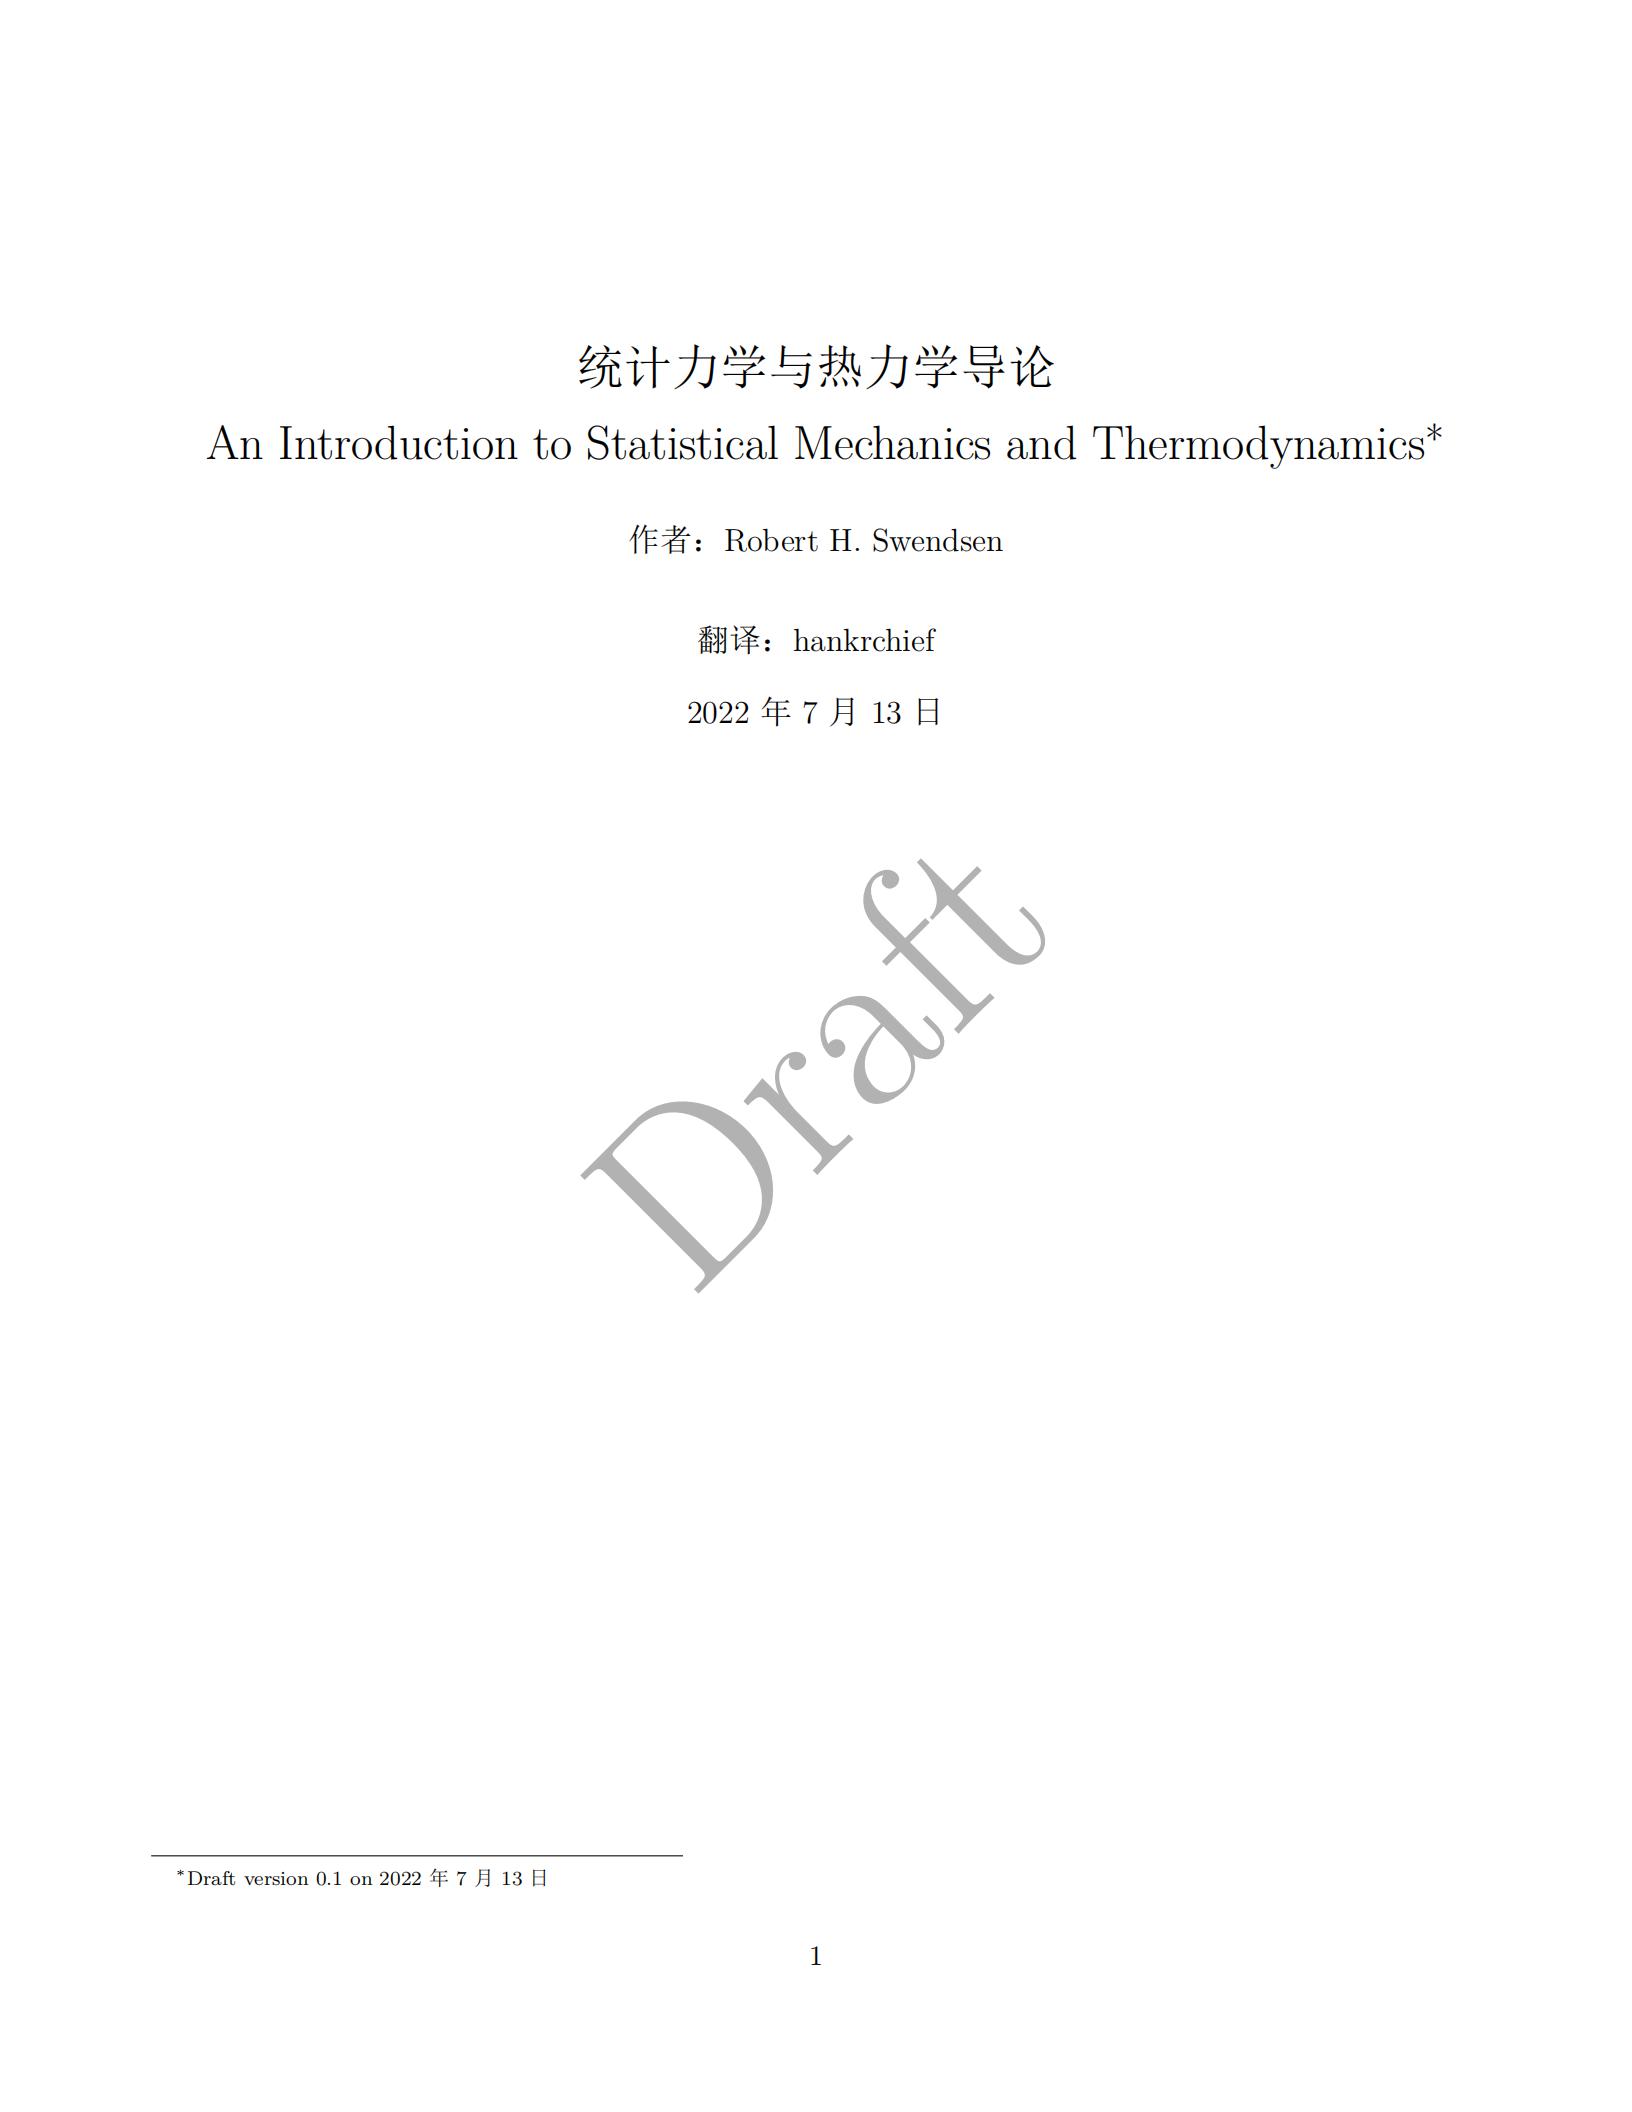 统计力学与热力学导论
An Introduction to Statistical Mechanics and Thermodynamics*
作者：Robert H. Swendsen
翻译：hankrchief
2022 年 7 月 13 日
Draft
*Draft version 0.1 on 2022 年 7 月 13 日
1